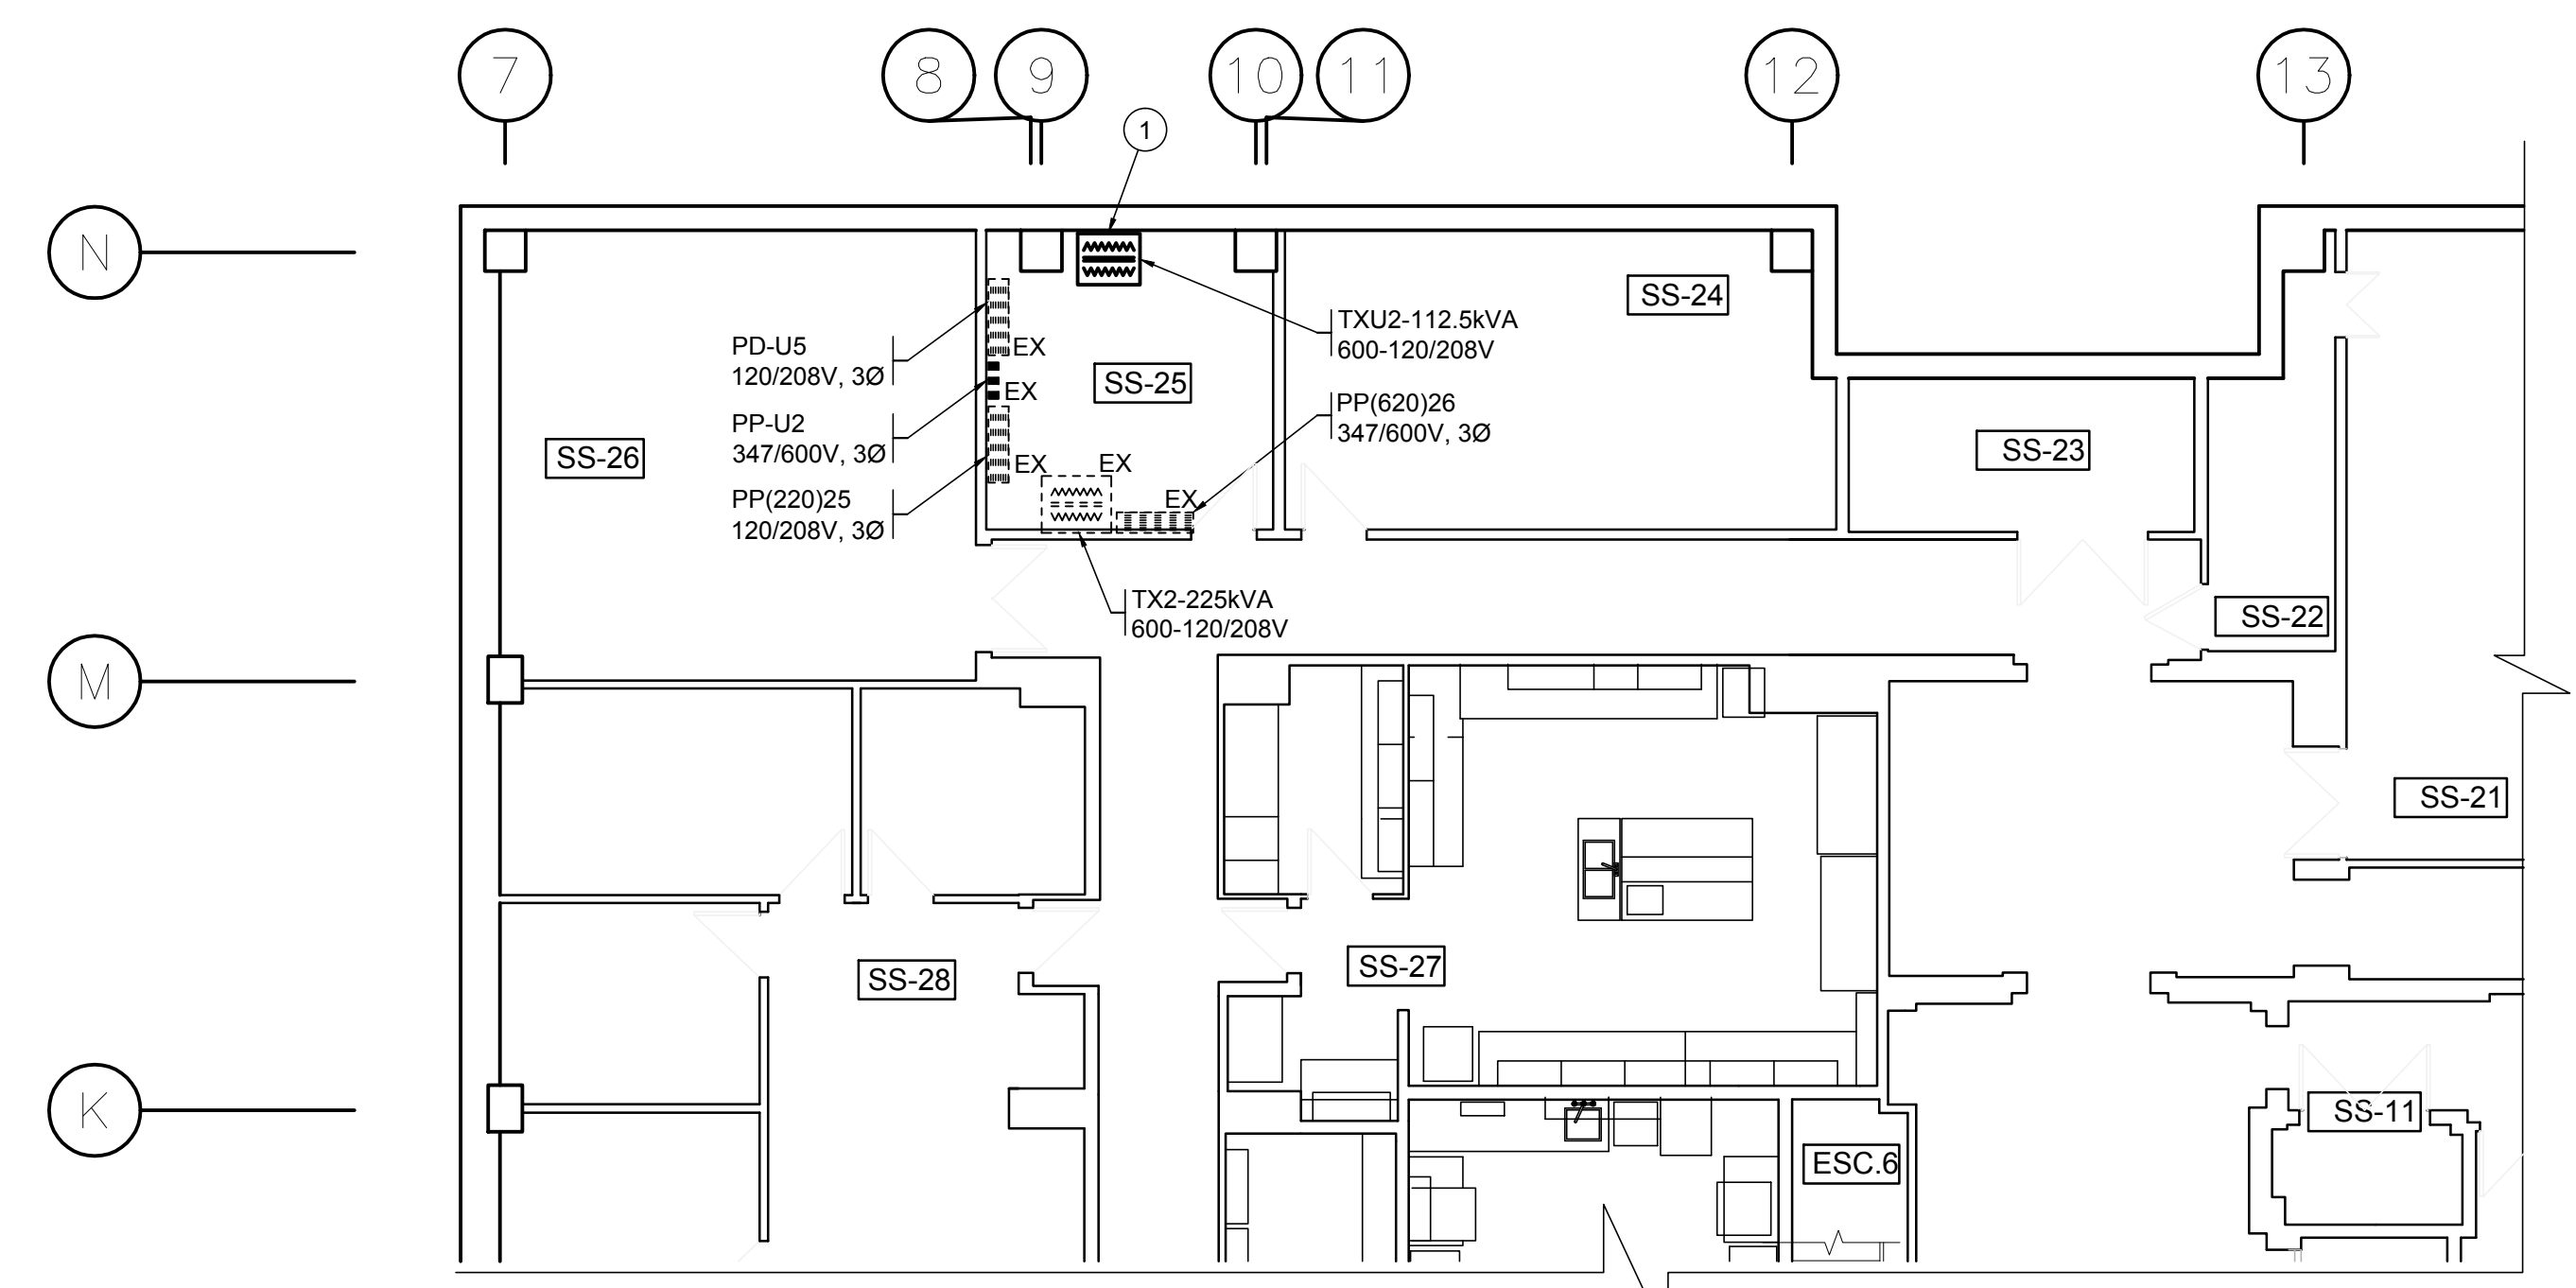 7
8
9
10
11
12
13
1
N
SS-24
TXU2-112.5kVA
600-120/208V
PD-U5
120/208V, 3Ø
EX
SS-25
EX
PP(620)26
347/600V, 3Ø
PP-U2
347/600V, 3Ø
SS-26
SS-23
EX
EX
EX
PP(220)25
120/208V, 3Ø
TX2-225kVA
600-120/208V
SS-22
M
SS-21
SS-27
SS-28
K
SS-11
ESC.6